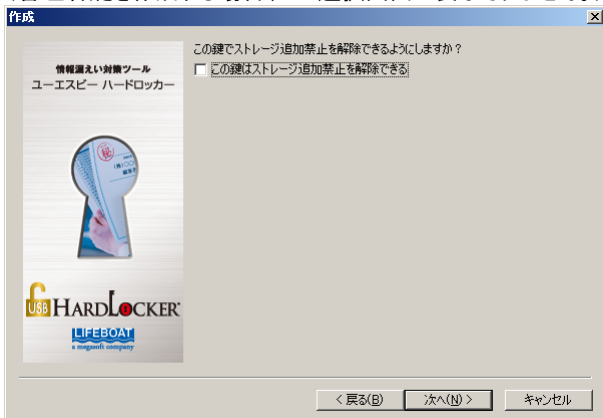 作成
この鍵でストレージ追加禁止を解除できるようにしますか？
この鍵はストレージ追加禁止を解除できる
情報漏えい対策ツール
ユーエスビー ハードロッカー
秘
USB HARDLOCKER
LIFEBOAT
a megasoft company
< 戻る(B)
次へ(N) >
キャンセル